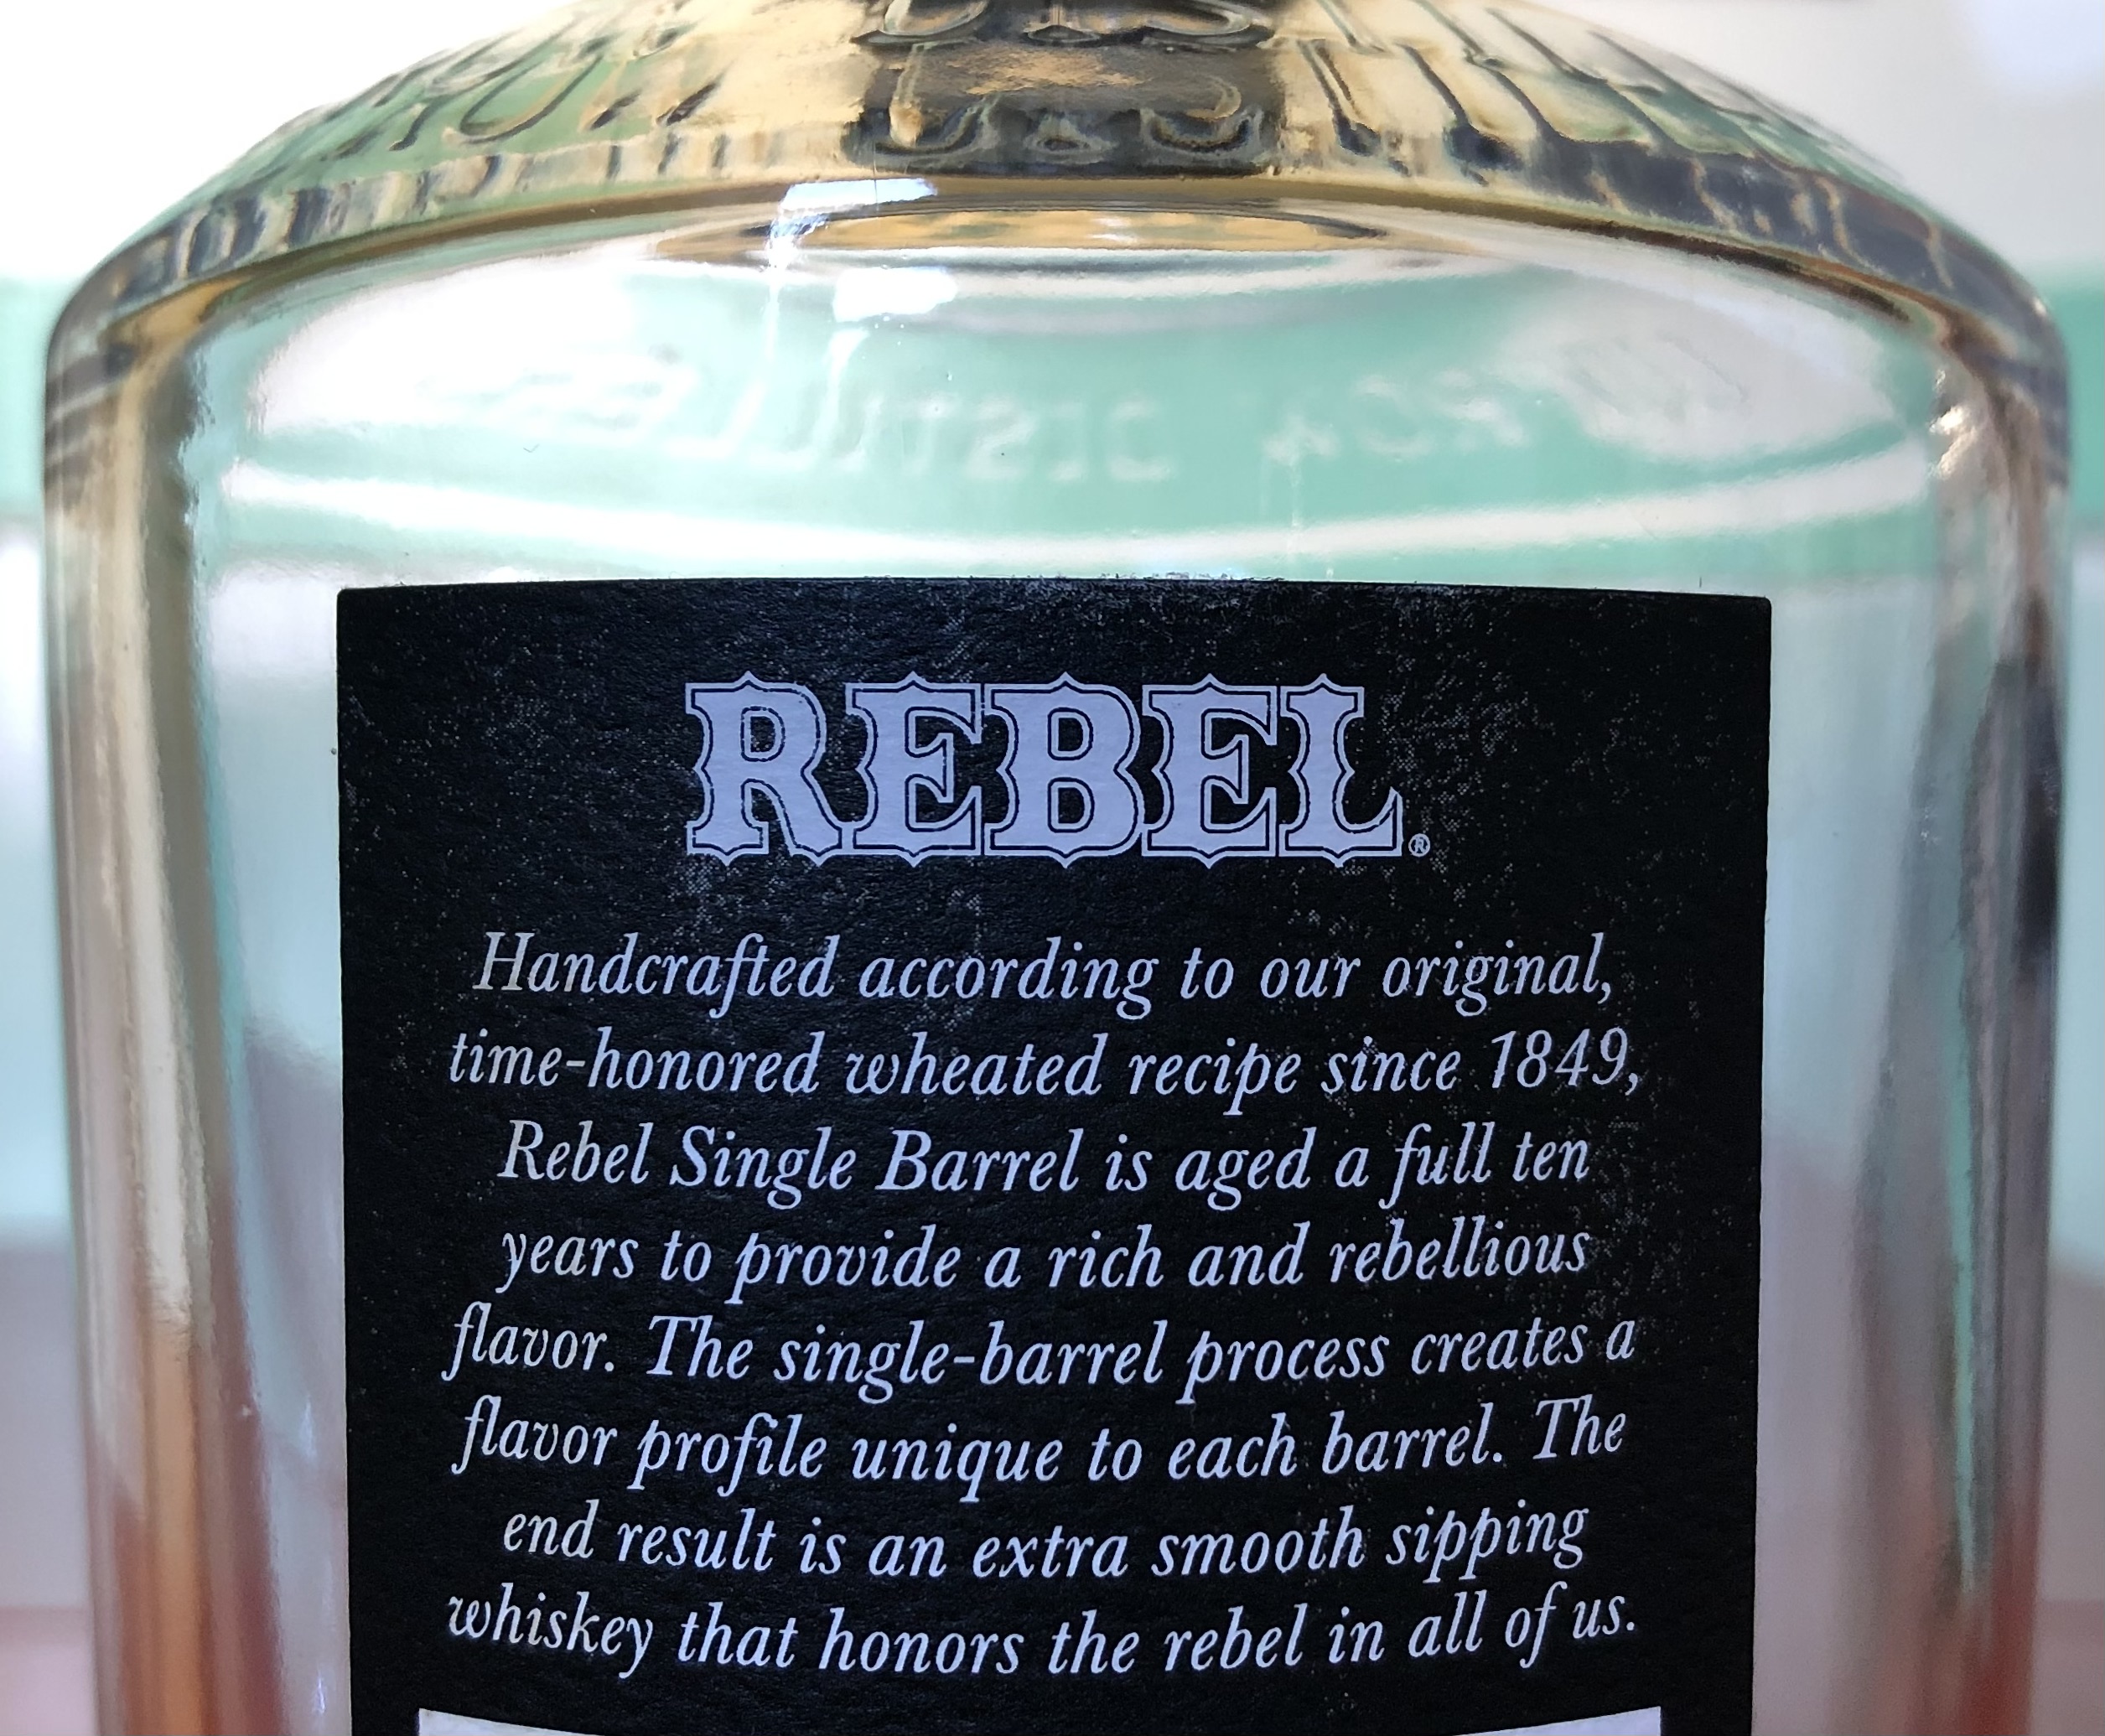 REBEL®
Handcrafted according to our original,
time-honored wheated recipe since 1849,
Rebel Single Barrel is aged a full ten
years to provide a rich and rebellious
flavor. The single-barrel process creates a
flavor profile unique to each barrel. The
end result is an extra smooth sipping
whiskey that honors the rebel in all of us.